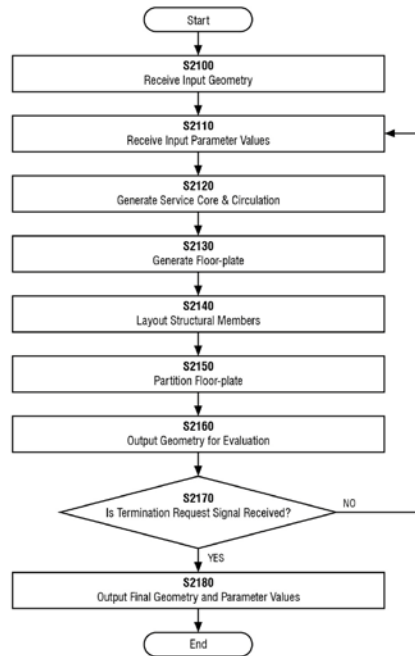 Start
S2100
Receive Input Geometry
S2110
Receive Input Parameter Values
S2120
Generate Service Core & Circulation
S2130
Generate Floor-plate
S2140
Layout Structural Members
S2150
Partition Floor-plate
S2160
Output Geometry for Evaluation
S2170
Is Termination Request Signal Received?
NO
YES
S2180
Output Final Geometry and Parameter Values
End